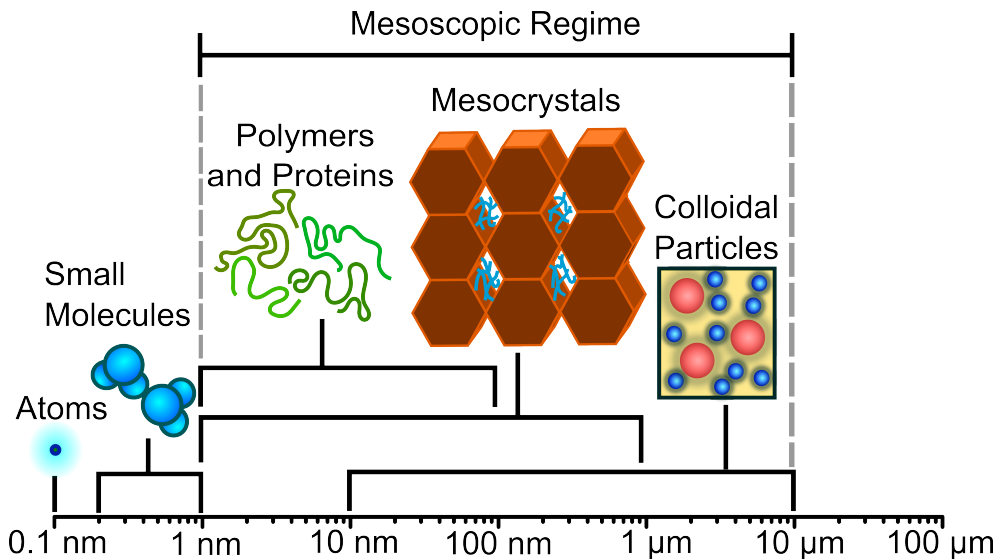 Mesoscopic Regime
Mesocrystals
Polymers
and Proteins
Colloidal
Particles
Small
Molecules
Atoms
0.1 nm
1 nm
10 nm
100 nm
1 µm
10 µm
100 µm